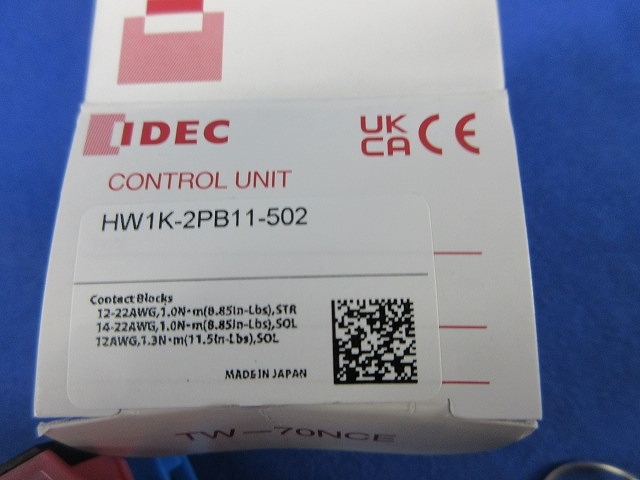 IDEC
UK
CA CE
CONTROL UNIT
HW1K-2PB11-502
Contact Blocks
12-22AWG,1.0N・m(8.85In-Lbs),STR
14-22AWG,1.0N・m(8.85In-Lbs),SOL
12AWG,1.3N・m(11.5In-Lbs),SOL
MADE IN JAPAN
TW-70NCE